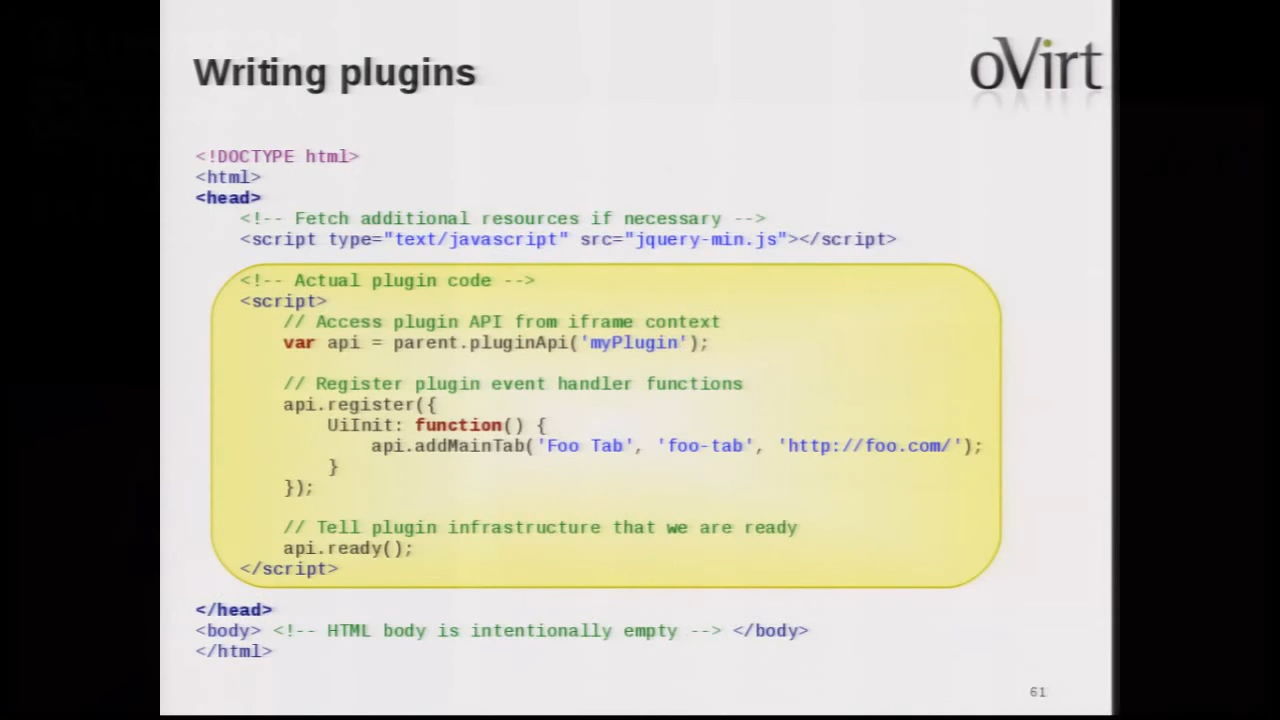 Writing plugins
oVirt
<!DOCTYPE html>
<html>
<head>
<!-- Fetch additional resources if necessary -->
<script type="text/javascript" src="jquery-min.js"></script>
<!-- Actual plugin code -->
<script>
// Access plugin API from iframe context
var api = parent.pluginApi('myPlugin');
// Register plugin event handler functions
api.register({
UiInit: function() {
api.addMainTab('Foo Tab', 'foo-tab', 'http://foo.com/');
}
});
// Tell plugin infrastructure that we are ready
api.ready();
</script>
</head>
<body> <!-- HTML body is intentionally empty --> </body>
</html>
61